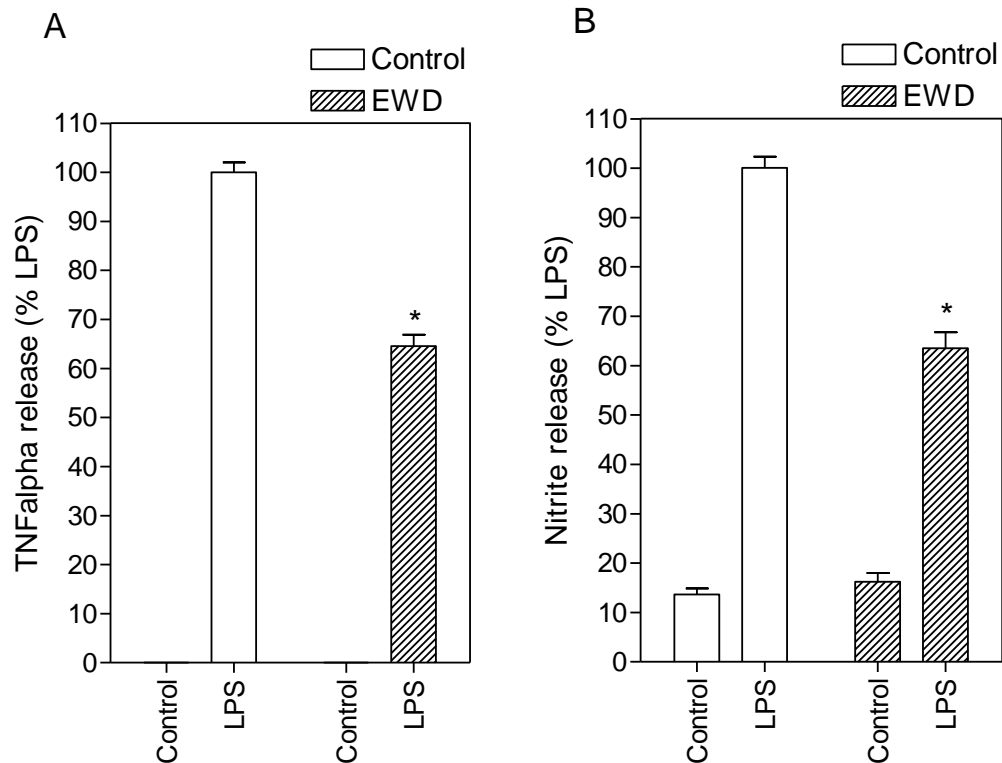 A
Control
EWD
TNFalpha release (% LPS)
110
100
90
80
70
60
50
40
30
20
10
0
*
Control
LPS
Control
LPS
B
Control
EWD
Nitrite release (% LPS)
110
100
90
80
70
60
50
40
30
20
10
0
*
Control
LPS
Control
LPS